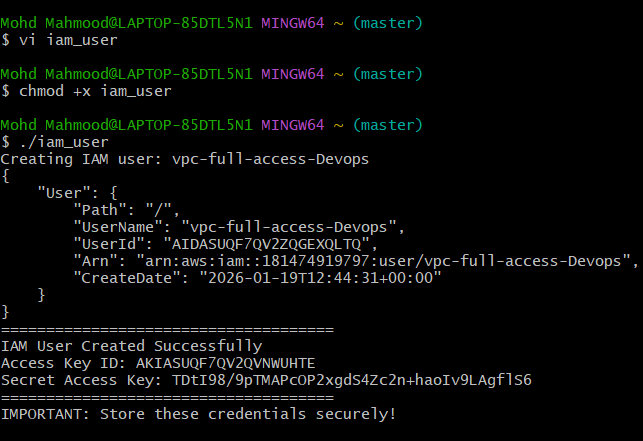 Mohd Mahmood@LAPTOP-85DTL5N1 MINGW64 ~ (master)
$ vi iam_user
Mohd Mahmood@LAPTOP-85DTL5N1 MINGW64 ~ (master)
$ chmod +x iam_user
Mohd Mahmood@LAPTOP-85DTL5N1 MINGW64 ~ (master)
$ ./iam_user
Creating IAM user: vpc-full-access-Devops
{
    "User": {
        "Path": "/",
        "UserName": "vpc-full-access-Devops",
        "UserId": "AIDASUQF7QV2ZQGEXQLTQ",
        "Arn": "arn:aws:iam::181474919797:user/vpc-full-access-Devops",
        "CreateDate": "2026-01-19T12:44:31+00:00"
    }
}
=====================================
IAM User Created Successfully
Access Key ID: AKIASUQF7QV2QVNWUHTE
Secret Access Key: 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
=====================================
IMPORTANT: Store these credentials securely!